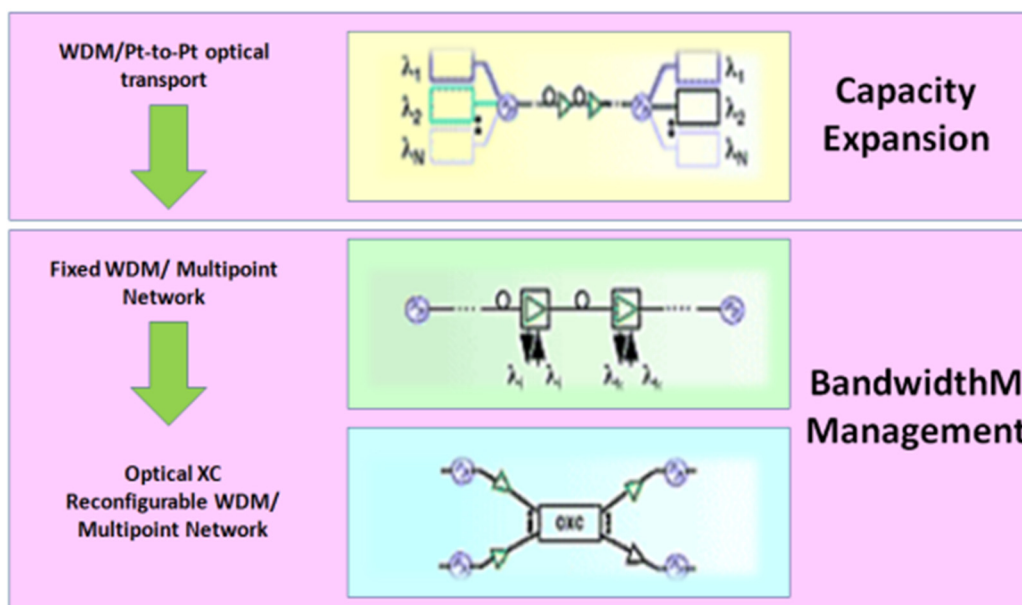 WDM/Pt-to-Pt optical
transport
λ1
λ2
λN
λ1
λ2
λN
Capacity
Expansion
Fixed WDM/ Multipoint
Network
BandwidthM
Management
Optical XC
Reconfigurable WDM/
Multipoint Network
OXC